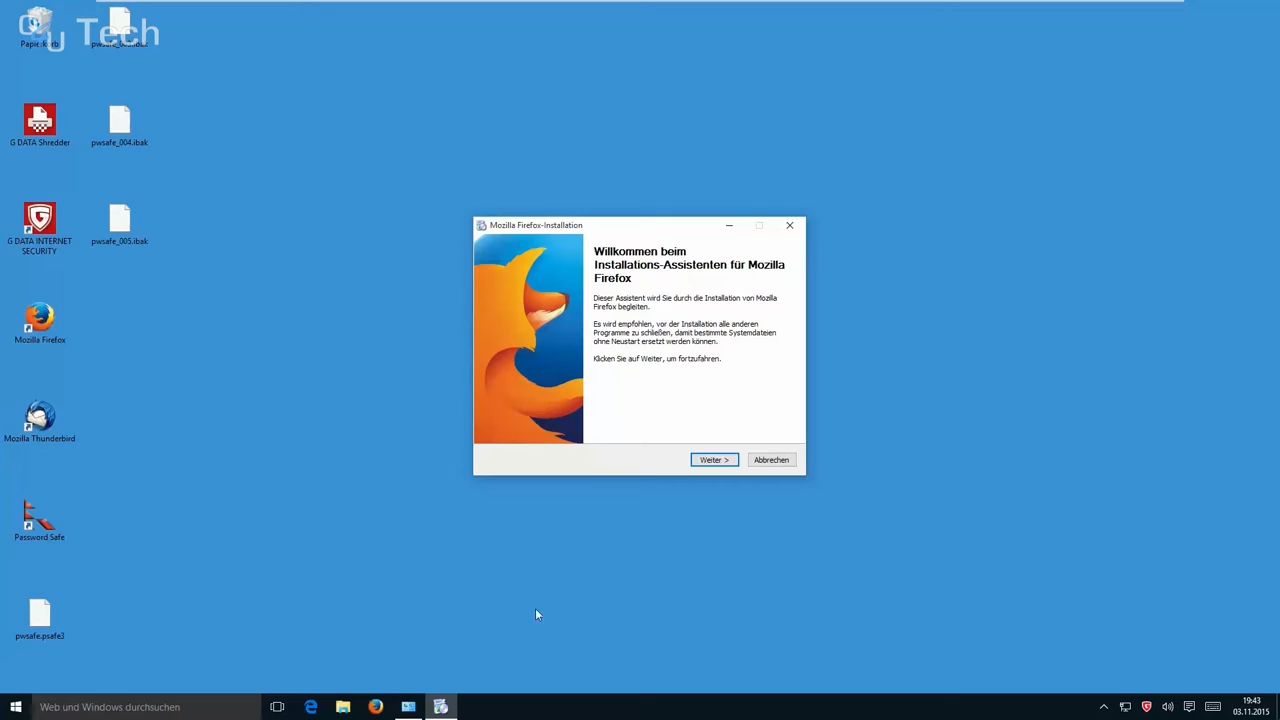 Tech
G DATA Shredder
pwsafe_004.ibak
G DATA INTERNET
SECURITY
pwsafe_005.ibak
Mozilla Firefox
Mozilla Thunderbird
Password Safe
pwsafe.psafe3
Mozilla Firefox-Installation
Willkommen beim
Installations-Assistenten für Mozilla
Firefox
Dieser Assistent wird Sie durch die Installation von Mozilla
Firefox begleiten.
Es wird empfohlen, vor der Installation alle anderen
Programme zu schließen, damit bestimmte Systemdateien
ohne Neustart ersetzt werden können.
Klicken Sie auf Weiter, um fortzufahren.
Weiter >
Abbrechen
Web und Windows durchsuchen
19:43
03.11.2015